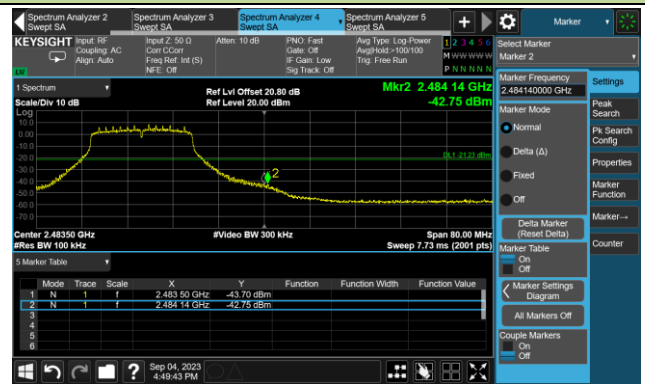 Spectrum Analyzer 2
Swept SA
Spectrum Analyzer 3
Swept SA
Spectrum Analyzer 4
Swept SA
Spectrum Analyzer 5
Swept SA
+
Marker
KEYSIGHT
Input: RF
Coupling: AC
Align: Auto
Input Z: 50 Ω
Corr CCorr
Freq Ref: Int (S)
NFE: Off
Atten: 10 dB
PNO: Fast
Gate: Off
IF Gain: Low
Sig Track: Off
Avg Type: Log-Power
Avg|Hold:>100/100
Trig: Free Run
1 2 3 4 5 6
M W W W W W
P N N N N N
Select Marker
Marker 2
1 Spectrum
Scale/Div 10 dB
Ref Lvl Offset 20.80 dB
Ref Level 20.00 dBm
Mkr2 2.484 14 GHz
-42.75 dBm
Log
10.0
0.00
-10.0
-20.0
-30.0
-40.0
-50.0
-60.0
-70.0
DL1 -21.23 dBm
2
Center 2.48350 GHz
#Res BW 100 kHz
#Video BW 300 kHz
Span 80.00 MHz
Sweep 7.73 ms (2001 pts)
5 Marker Table
Mode Trace Scale X Y Function Function Width Function Value
1 N 1 f 2.483 50 GHz -43.70 dBm
2 N 1 f 2.484 14 GHz -42.75 dBm
3
4
5
6
Marker Frequency
2.484140000 GHz
Marker Mode
Normal
Delta (Δ)
Fixed
Off
Delta Marker
(Reset Delta)
Marker Table
On
Off
Marker Settings
Diagram
All Markers Off
Couple Markers
On
Off
Settings
Peak
Search
Pk Search
Config
Properties
Marker
Function
Marker→
Counter
?
Sep 04, 2023
4:49:43 PM